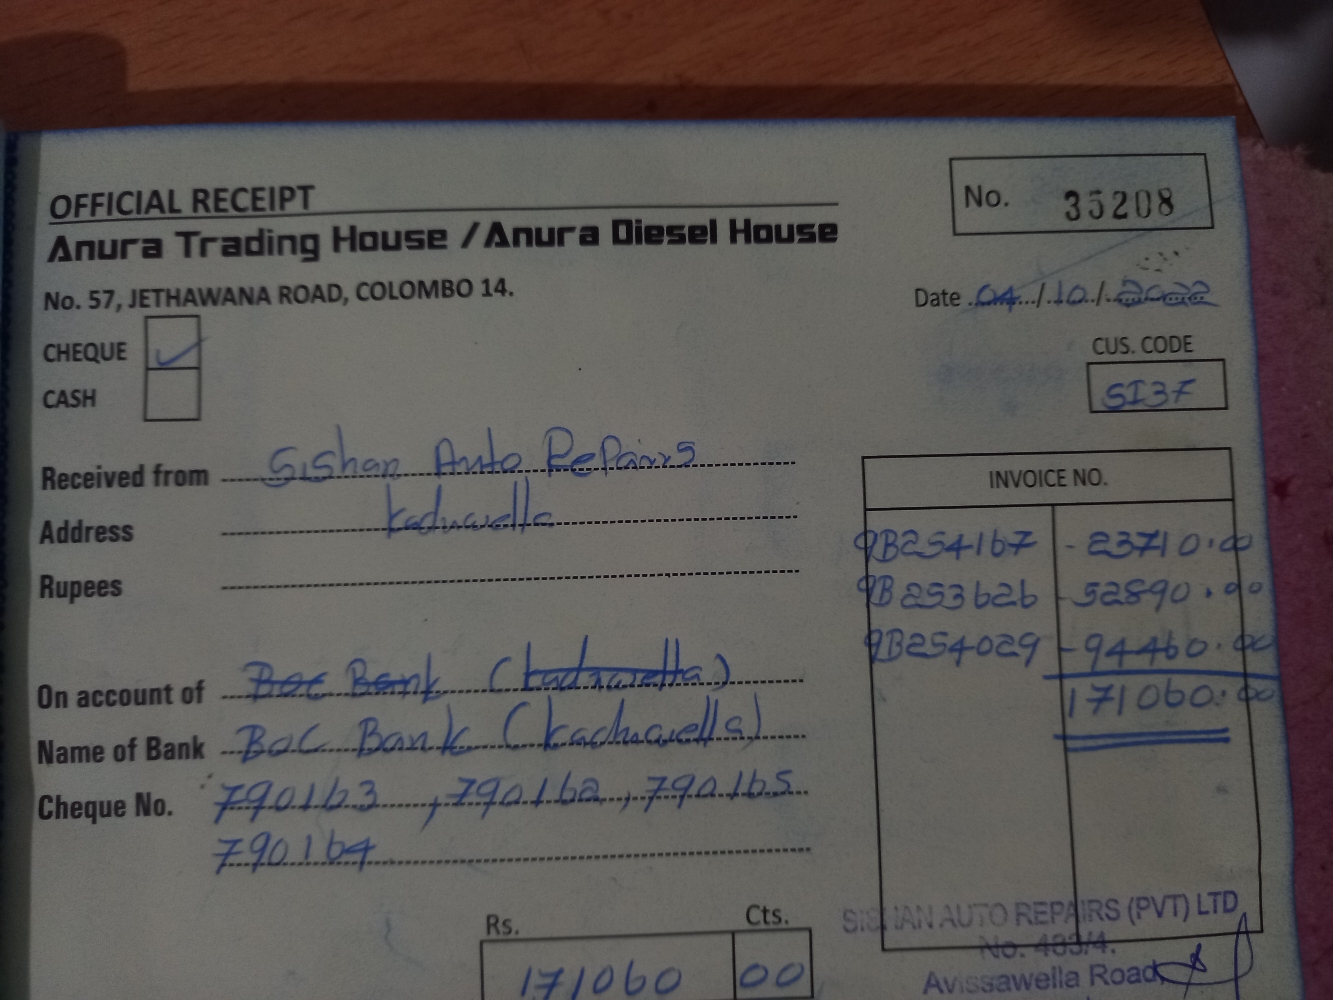 OFFICIAL RECEIPT
No. 35208
Anura Trading House / Anura Diesel House
No. 57, JETHAWANA ROAD, COLOMBO 14.
Date 04/10/2022
CHEQUE ✓
CUS. CODE
CASH
SI37
Received from Sishan Auto Repairs
Address kaduwella
Rupees
INVOICE NO.
9B254167 - 23710.00
9B253626 - 52890.00
9B254029 - 94460.00
171060.00
On account of Boc Bank (kaduwella)
Name of Bank Boc Bank (kaduwella)
Cheque No. 790163, 790162, 790165
790164
Rs. Cts.
171060 00
SISHAN AUTO REPAIRS (PVT) LTD
No. 483/4.
Avissawella Road,